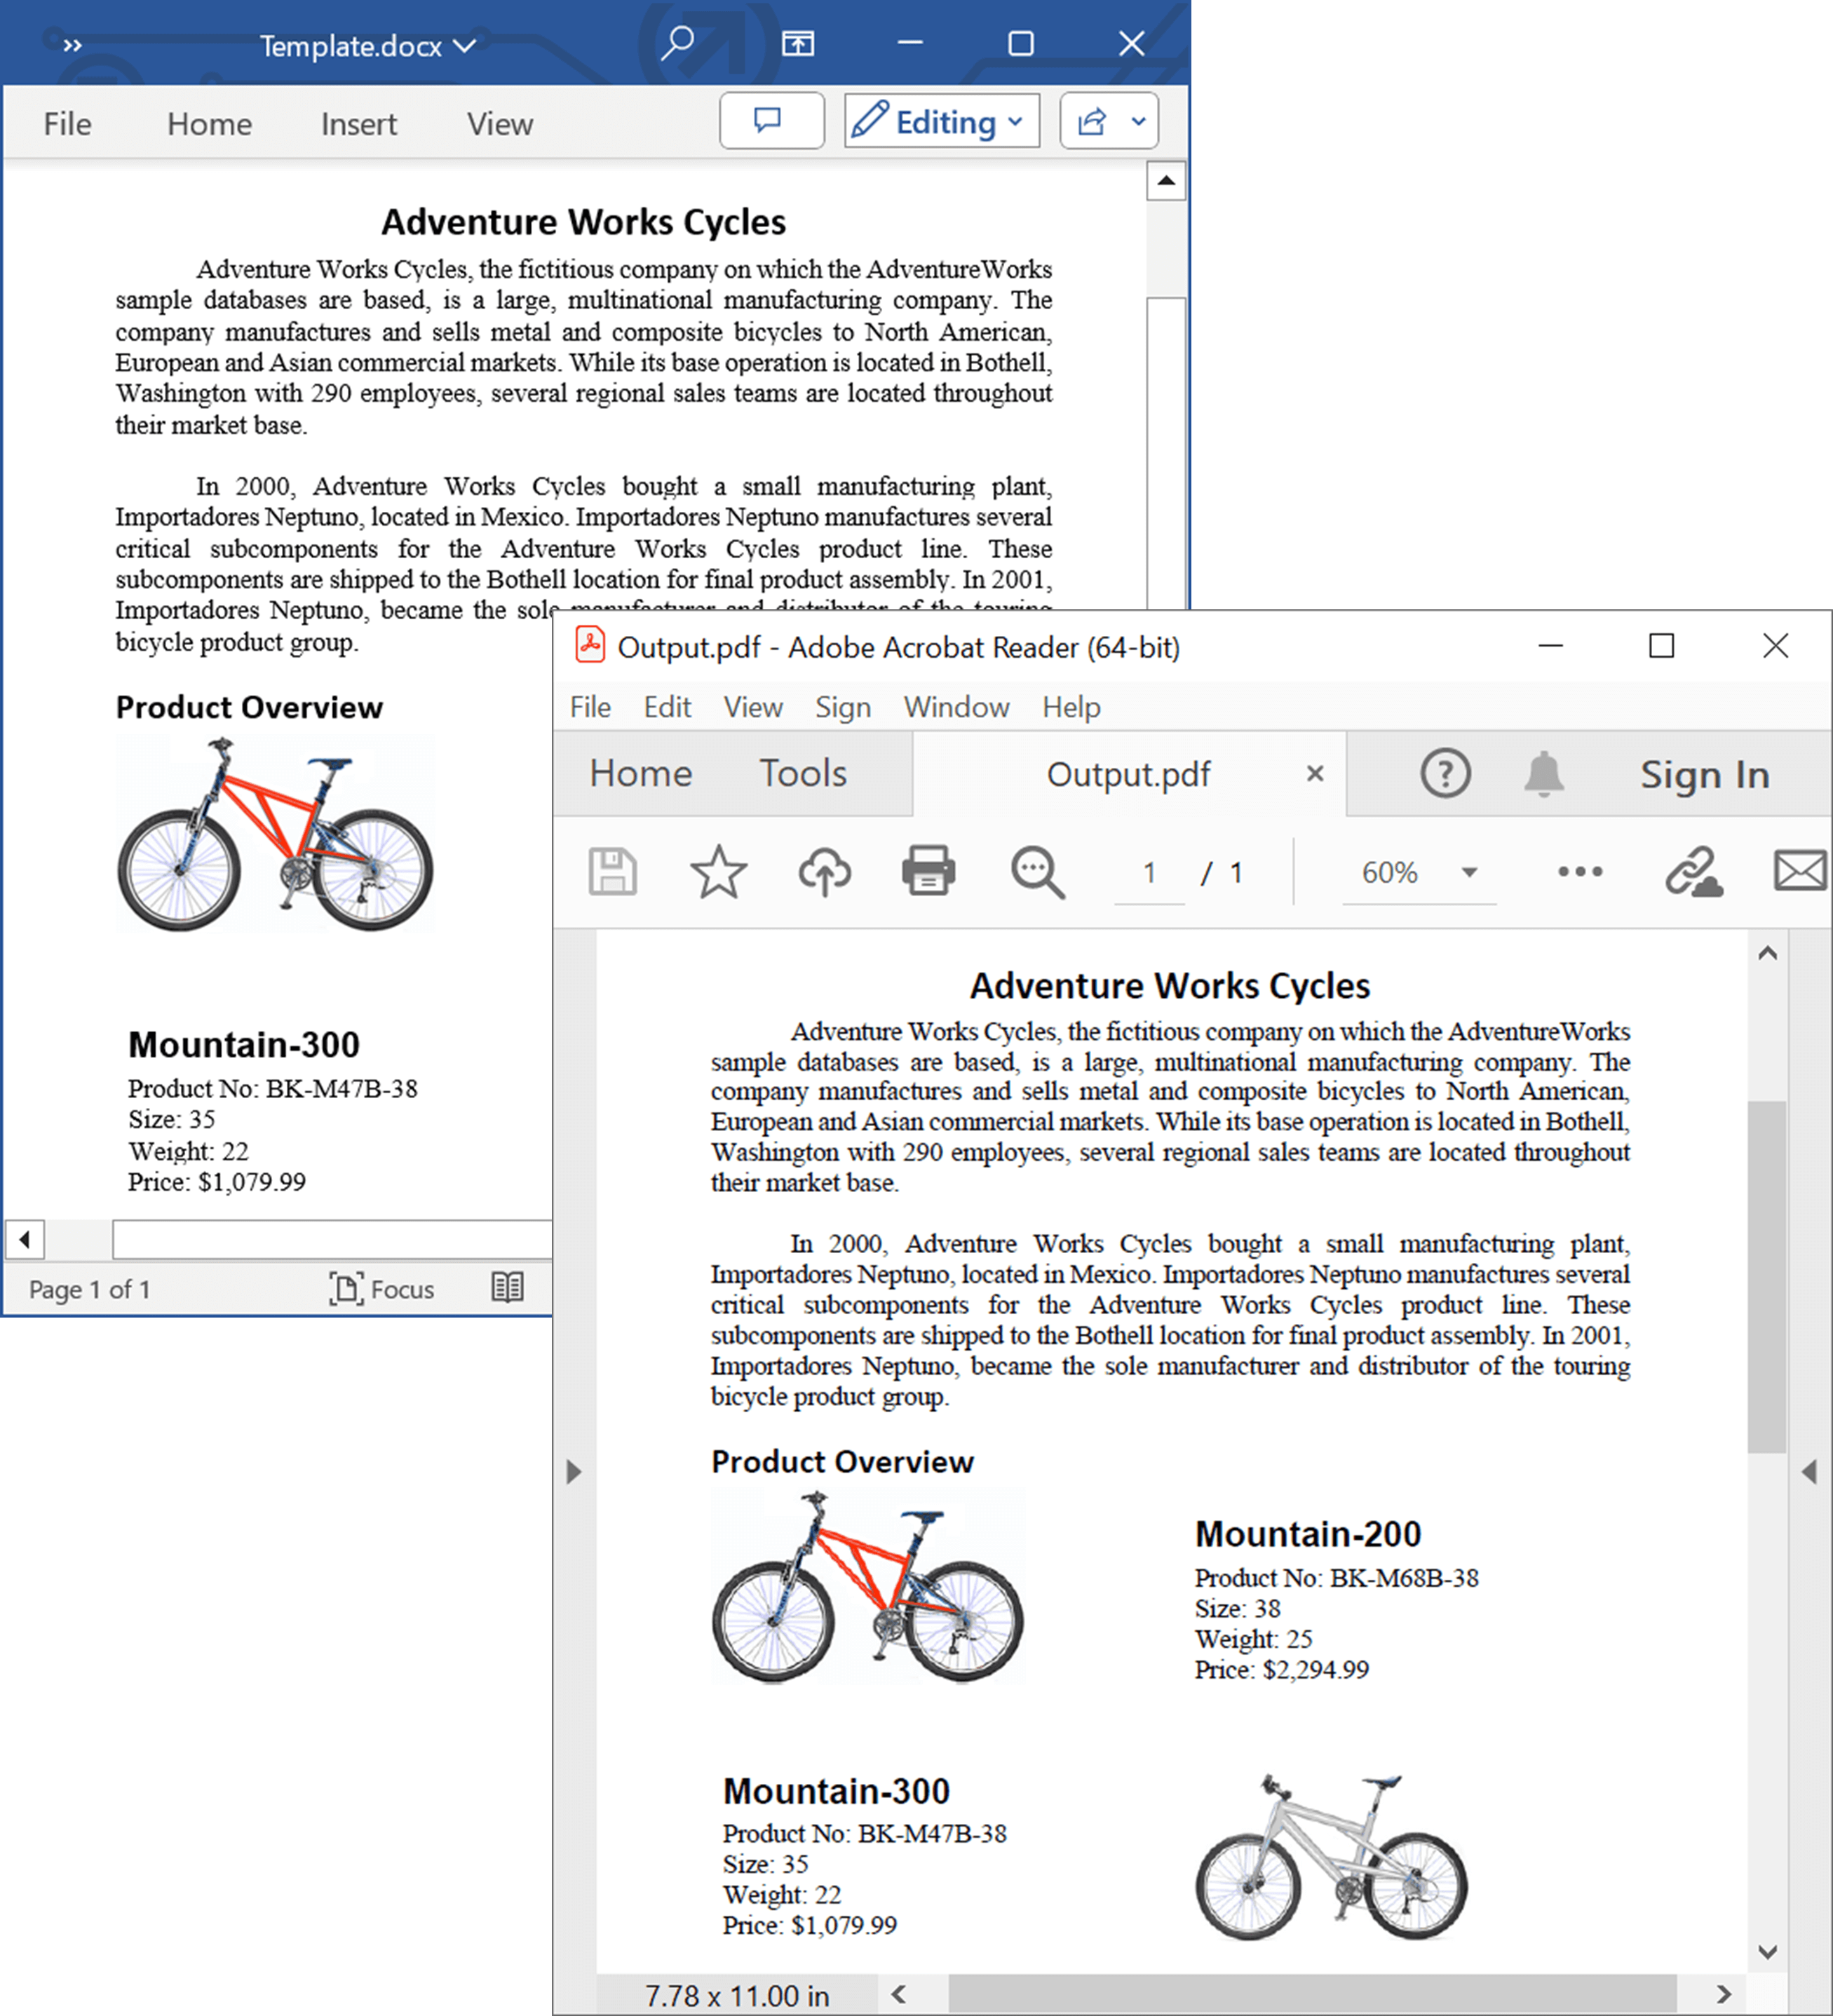 Template.docx
File Home Insert View Editing
Adventure Works Cycles
Adventure Works Cycles, the fictitious company on which the AdventureWorks
sample databases are based, is a large, multinational manufacturing company. The
company manufactures and sells metal and composite bicycles to North American,
European and Asian commercial markets. While its base operation is located in Bothell,
Washington with 290 employees, several regional sales teams are located throughout
their market base.
In 2000, Adventure Works Cycles bought a small manufacturing plant,
Importadores Neptuno, located in Mexico. Importadores Neptuno manufactures several
critical subcomponents for the Adventure Works Cycles product line. These
subcomponents are shipped to the Bothell location for final product assembly. In 2001,
Importadores Neptuno, became the sole manufacturer and distributor of the touring
bicycle product group.
Product Overview
Mountain-300
Product No: BK-M47B-38
Size: 35
Weight: 22
Price: $1,079.99
Page 1 of 1 Focus
Output.pdf - Adobe Acrobat Reader (64-bit)
File Edit View Sign Window Help
Home Tools Output.pdf Sign In
1 / 1 60%
Adventure Works Cycles
Adventure Works Cycles, the fictitious company on which the AdventureWorks
sample databases are based, is a large, multinational manufacturing company. The
company manufactures and sells metal and composite bicycles to North American,
European and Asian commercial markets. While its base operation is located in Bothell,
Washington with 290 employees, several regional sales teams are located throughout
their market base.
In 2000, Adventure Works Cycles bought a small manufacturing plant,
Importadores Neptuno, located in Mexico. Importadores Neptuno manufactures several
critical subcomponents for the Adventure Works Cycles product line. These
subcomponents are shipped to the Bothell location for final product assembly. In 2001,
Importadores Neptuno, became the sole manufacturer and distributor of the touring
bicycle product group.
Product Overview
Mountain-200
Product No: BK-M68B-38
Size: 38
Weight: 25
Price: $2,294.99
Mountain-300
Product No: BK-M47B-38
Size: 35
Weight: 22
Price: $1,079.99
7.78 x 11.00 in